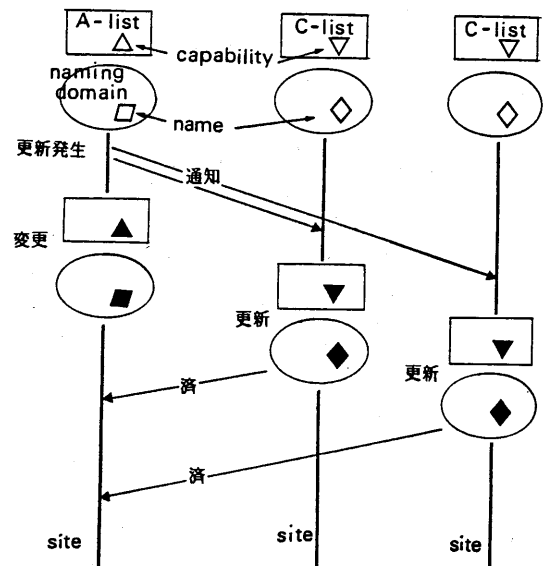 A-list
C-list
C-list
capability
naming
domain
name
更新発生
通知
変更
更新
更新
済
済
site
site
site